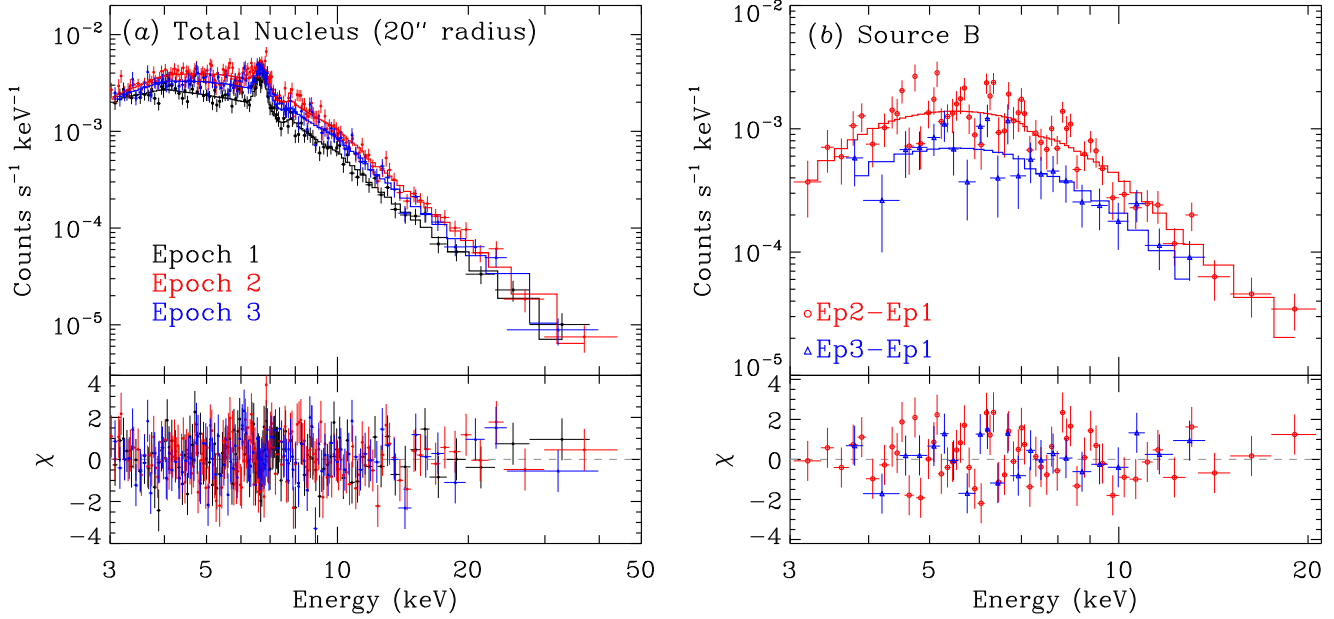 (a) Total Nucleus (20″ radius)
10⁻²
10⁻³
10⁻⁴
10⁻⁵
Counts s⁻¹ keV⁻¹
Epoch 1
Epoch 2
Epoch 3
4
2
0
−2
−4
χ
3 5 10 20 50
Energy (keV)
(b) Source B
10⁻²
10⁻³
10⁻⁴
10⁻⁵
Counts s⁻¹ keV⁻¹
Ep2−Ep1
Ep3−Ep1
4
2
0
−2
−4
χ
3 5 10 20
Energy (keV)